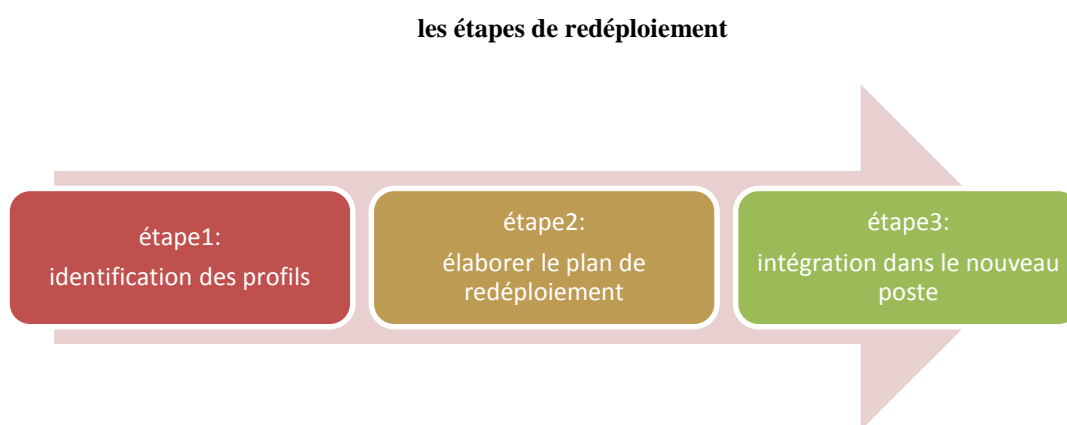 les étapes de redéploiement
étape1:
identification des profils
étape2:
élaborer le plan de
redéploiement
étape3:
intégration dans le nouveau
poste